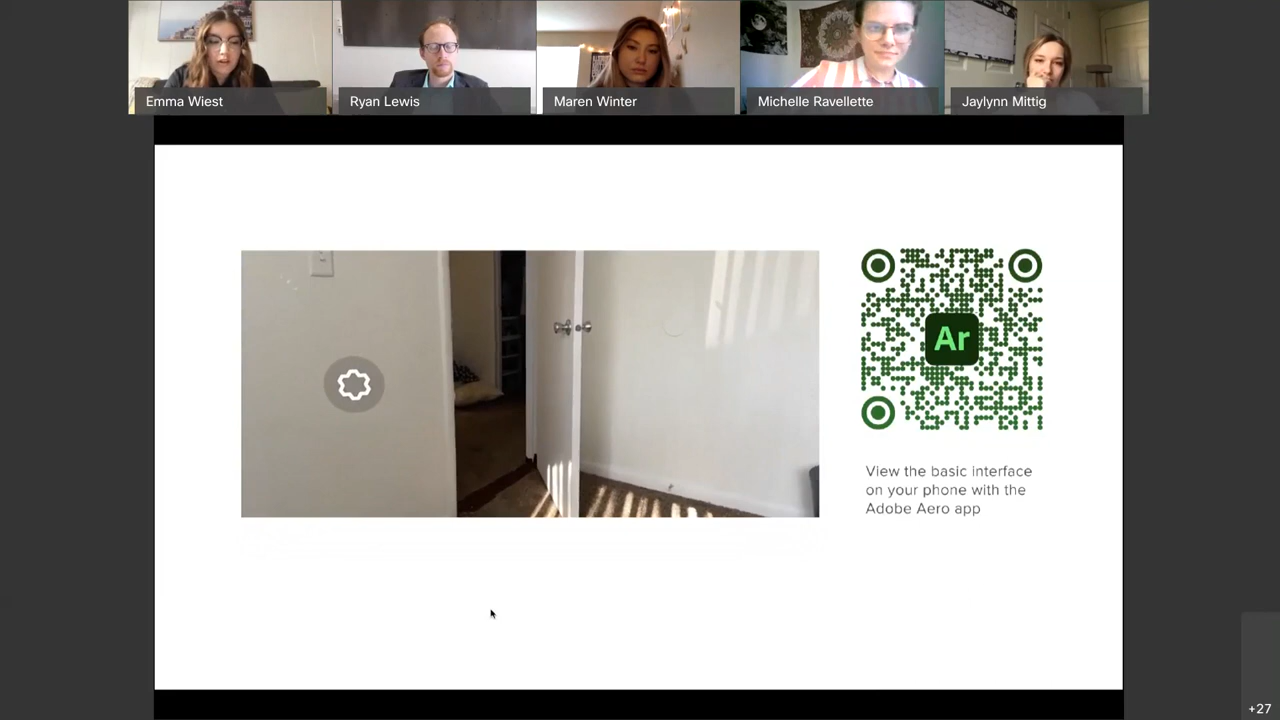 Emma Wiest
Ryan Lewis
Maren Winter
Michelle Ravellette
Jaylynn Mittig
Ar
View the basic interface
on your phone with the
Adobe Aero app
+27